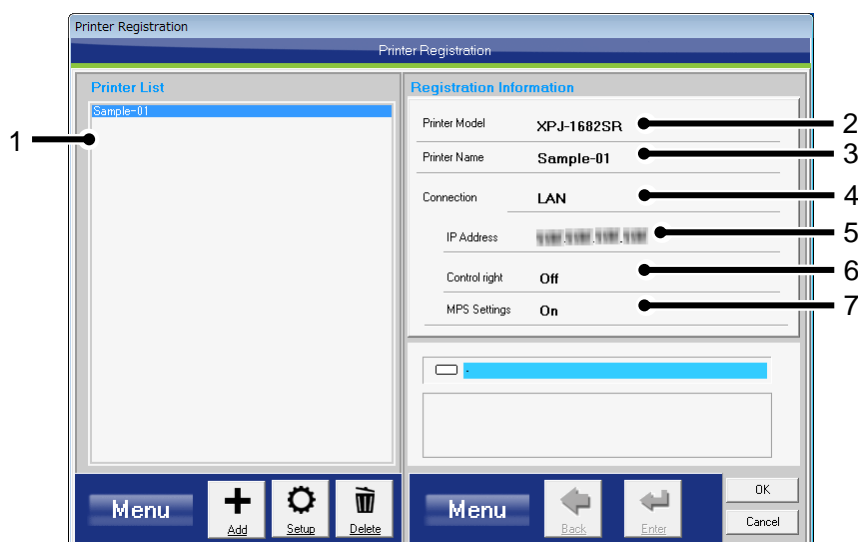 Printer Registration
Printer Registration
Printer List
Sample-01
1
Registration Information
Printer Model XPJ-1682SR 2
Printer Name Sample-01 3
Connection LAN 4
IP Address 5
Control right Off 6
MPS Settings On 7
-
Menu
Add
Setup
Delete
Menu
Back
Enter
OK
Cancel